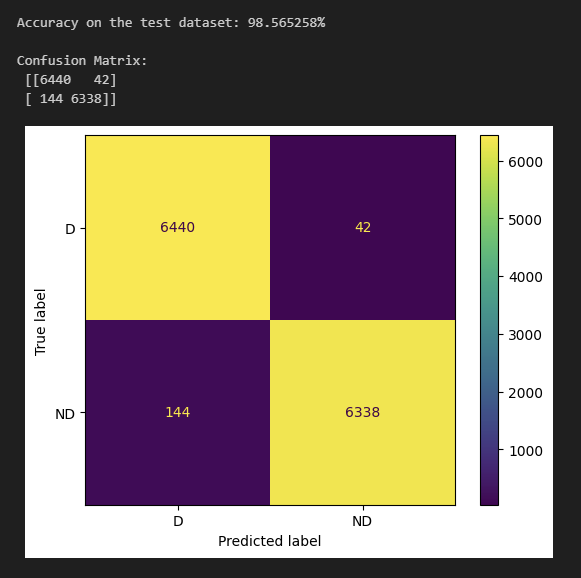 Accuracy on the test dataset: 98.565258%
Confusion Matrix:
[[6440   42]
[ 144 6338]]
6000
5000
4000
3000
2000
1000
True label
D
6440
42
ND
144
6338
D
ND
Predicted label